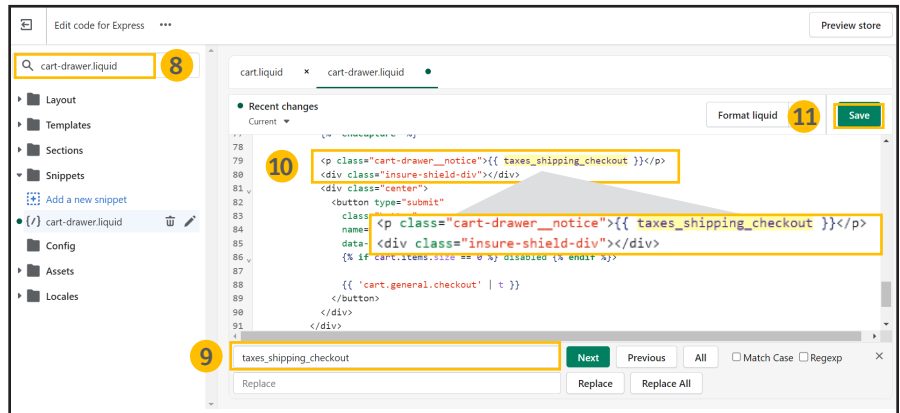 Edit code for Express •••
Preview store
cart-drawer.liquid
8
cart.liquid × cart-drawer.liquid
Layout
Templates
Sections
Snippets
Add a new snippet
{/} cart-drawer.liquid
Config
Assets
Locales
Recent changes
Current
Format liquid
11
Save
77 {%- endcapture -%}
78
10
79 <p class="cart-drawer__notice">{{ taxes_shipping_checkout }}</p>
80 <div class="insure-shield-div"></div>
81 <div class="center">
82 <button type="submit"
83
84 name=
85 data-
<p class="cart-drawer__notice">{{ taxes_shipping_checkout }}</p>
<div class="insure-shield-div"></div>
86 {% if cart.items.size == 0 %} disabled {% endif %}>
87
88 {{ 'cart.general.checkout' | t }}
89 </button>
90 </div>
91 </div>
9
taxes_shipping_checkout
Next
Previous
All
Match Case
Regexp
×
Replace
Replace
Replace All